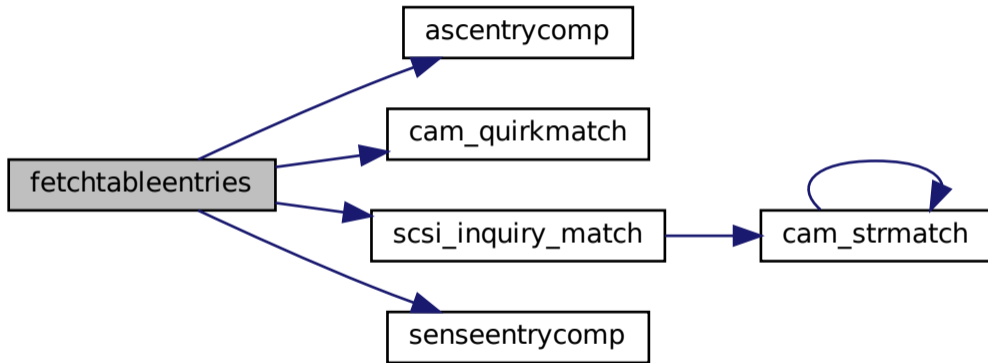 ascentrycomp
cam_quirkmatch
fetchtableentries
scsi_inquiry_match
cam_strmatch
senseentrycomp